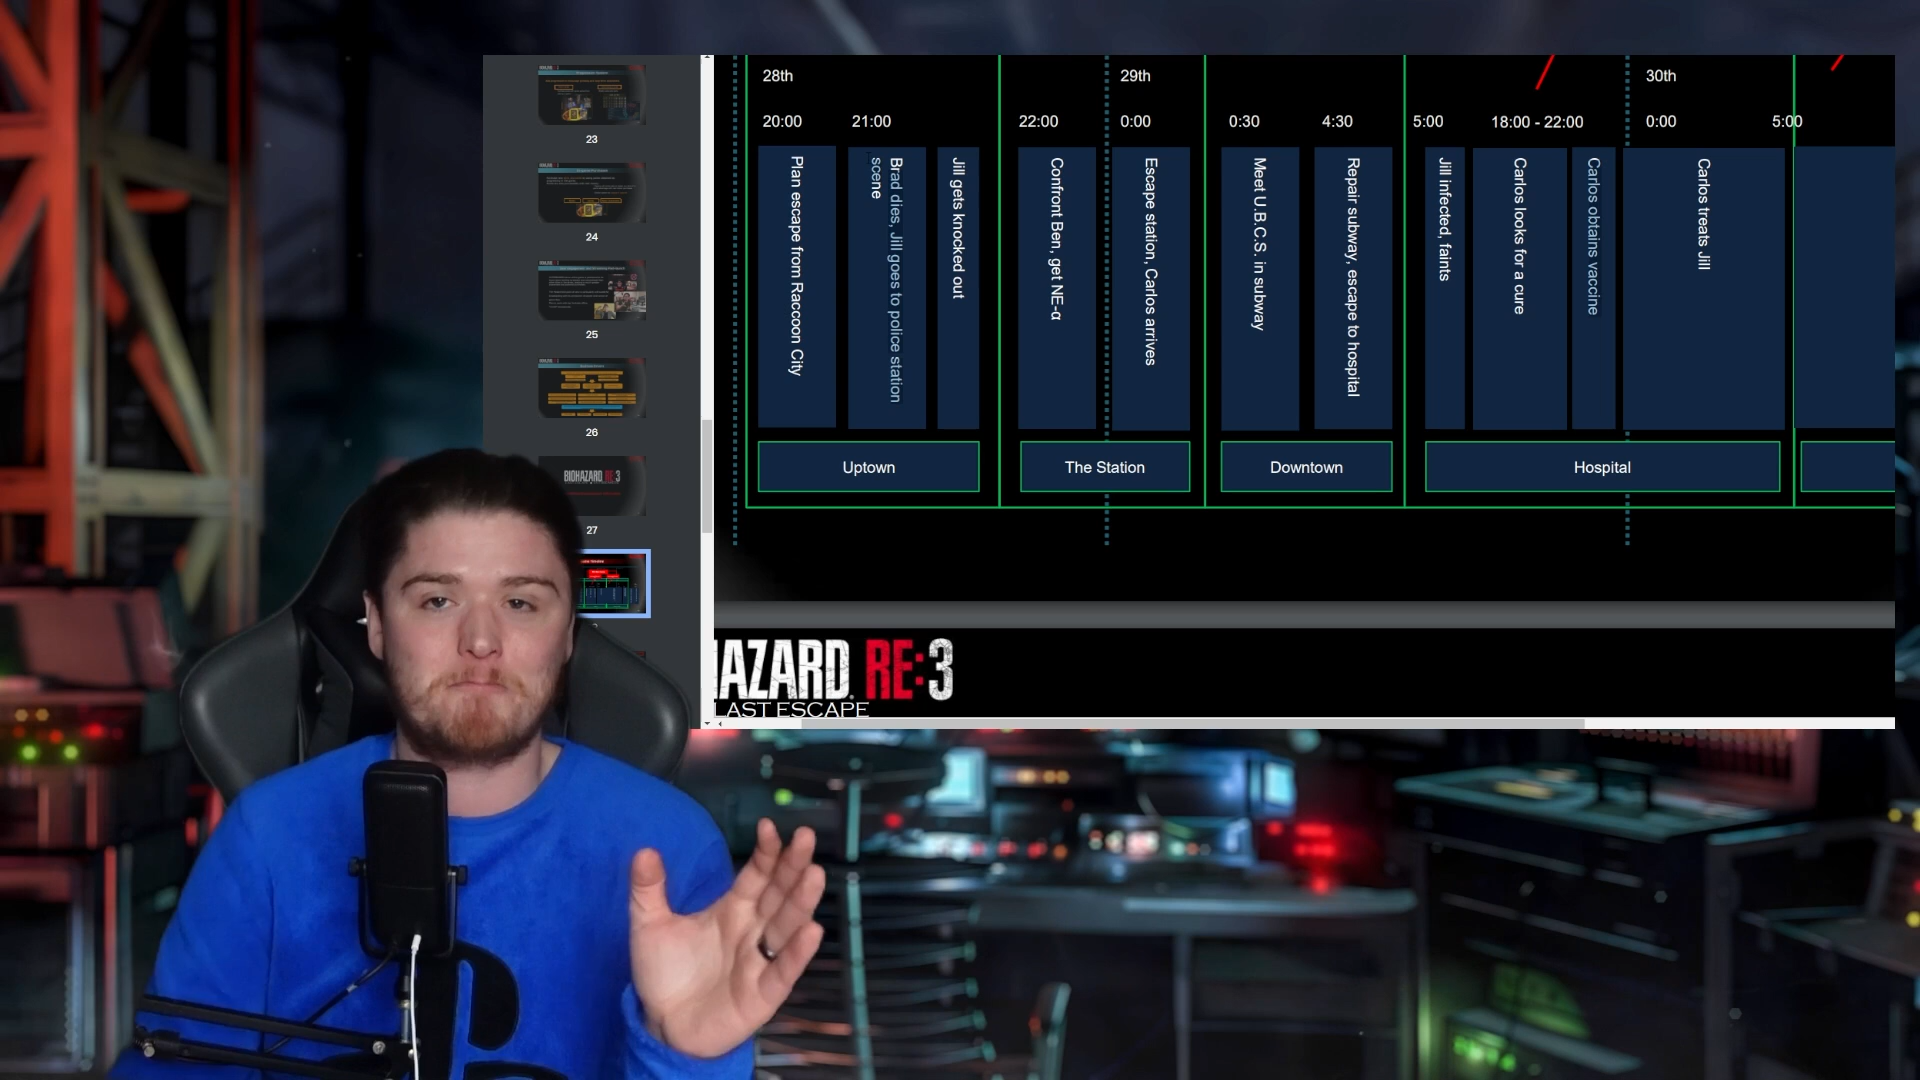 23
24
25
26
BIOHAZARD RE:3
27
28th
29th
30th
20:00
21:00
22:00
0:00
0:30
4:30
5:00
18:00 - 22:00
0:00
5:00
Plan escape from Raccoon City
Brad dies, Jill goes to police station
scene
Jill gets knocked out
Confront Ben, get NE-α
Escape station, Carlos arrives
Meet U.B.C.S. in subway
Repair subway, escape to hospital
Jill infected, faints
Carlos looks for a cure
Carlos obtains vaccine
Carlos treats Jill
Uptown
The Station
Downtown
Hospital
HAZARD RE:3
LAST ESCAPE